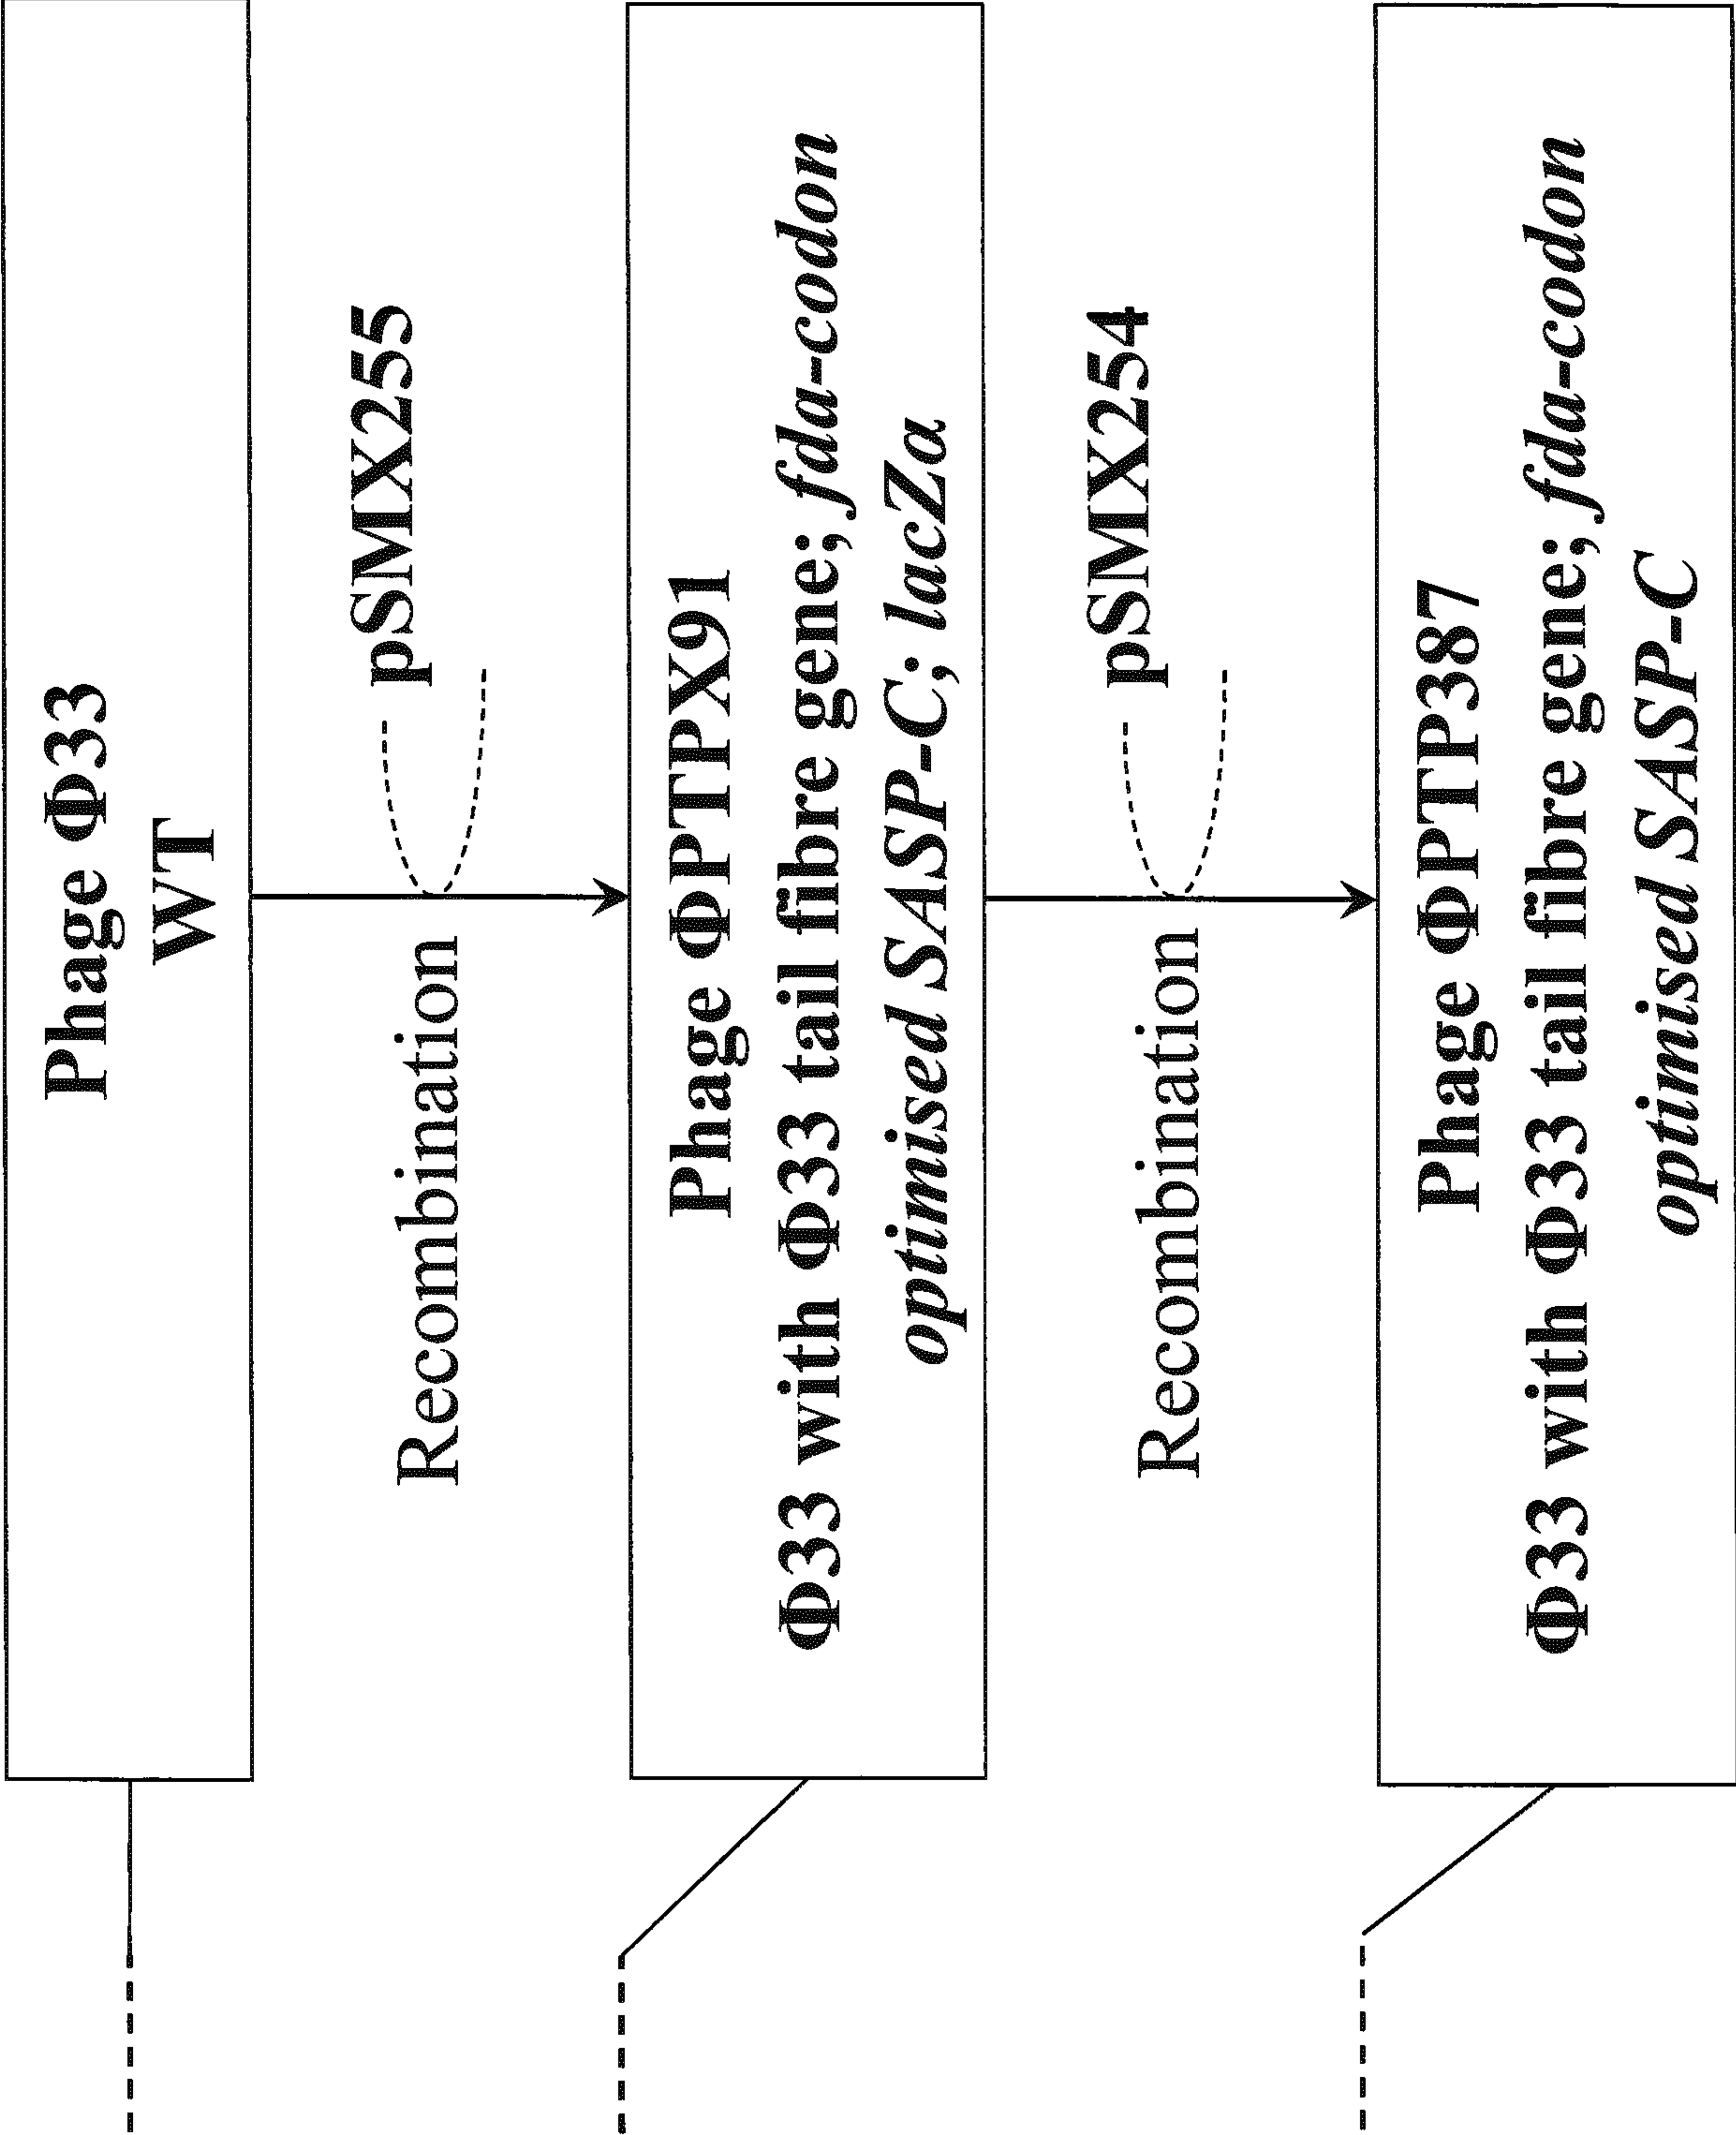 Phage Φ33
WT
Recombination
pSMX255
Phage ΦPTPX91
Φ33 with Φ33 tail fibre gene; fda-codon
optimised SASP-C; lacZα
Recombination
pSMX254
Phage ΦPTP387
Φ33 with Φ33 tail fibre gene; fda-codon
optimised SASP-C